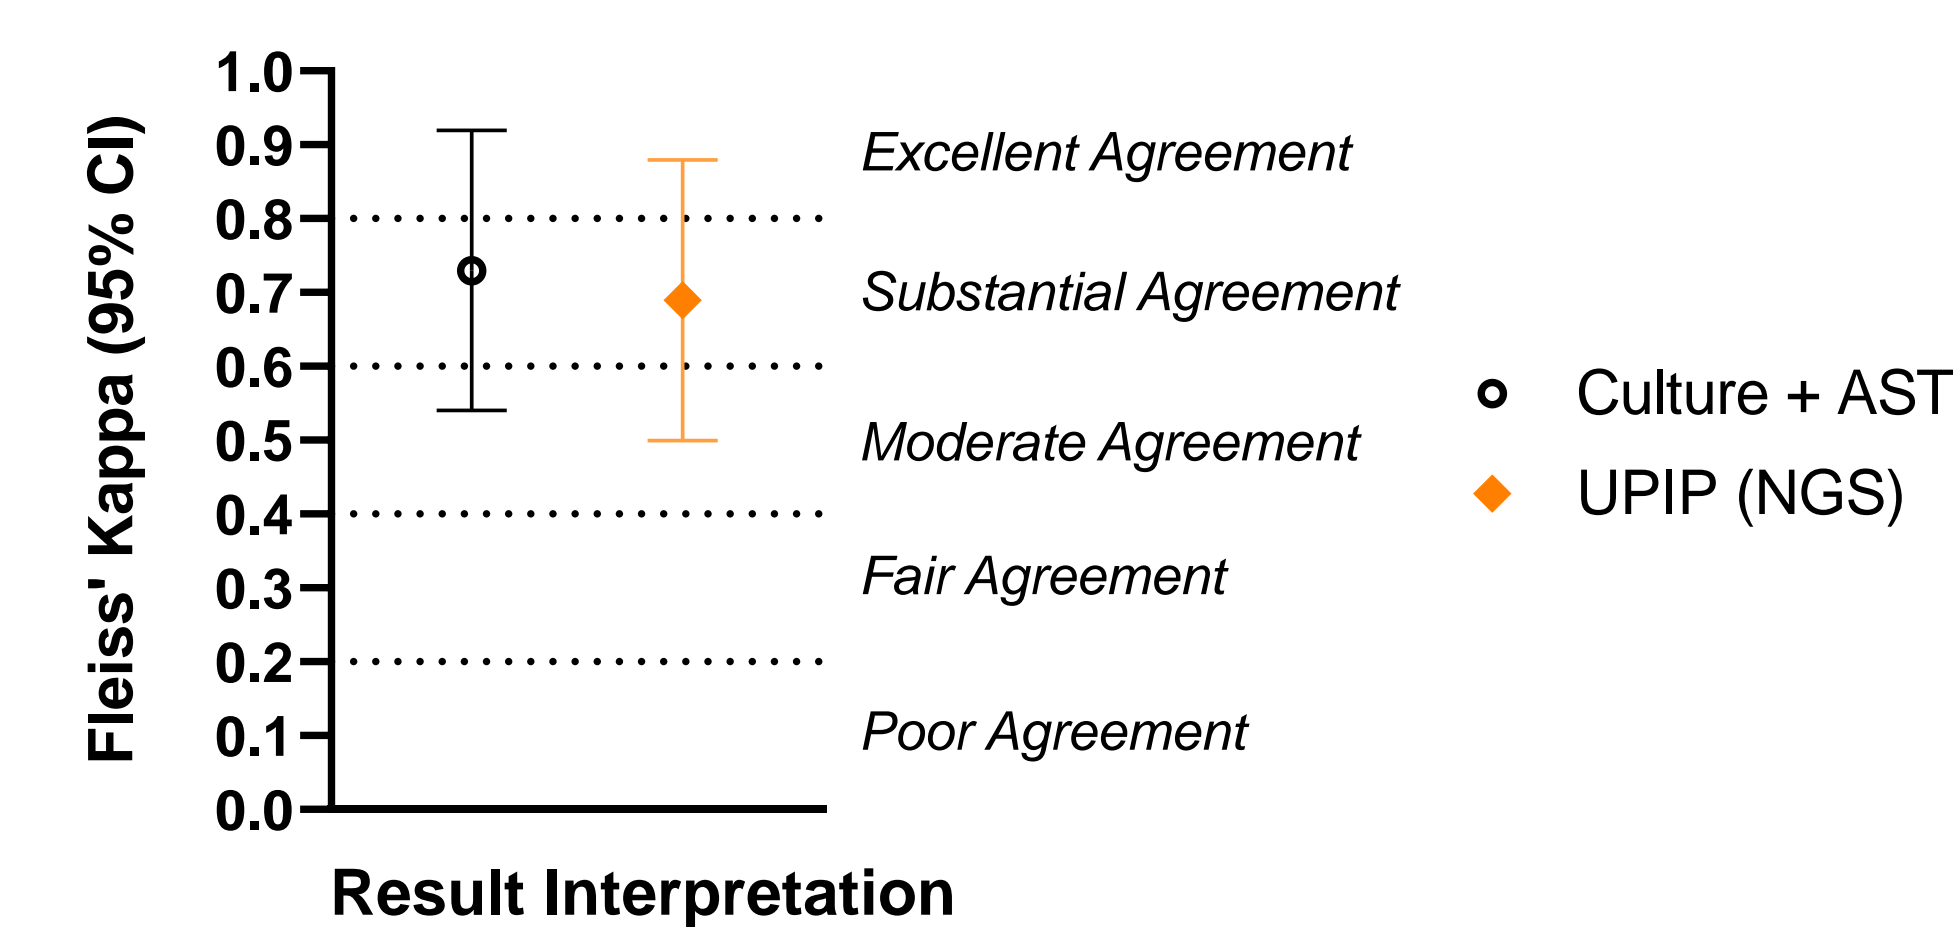 Fleiss' Kappa (95% CI)
1.0
0.9
0.8
0.7
0.6
0.5
0.4
0.3
0.2
0.1
0.0
Excellent Agreement
Substantial Agreement
Moderate Agreement
Fair Agreement
Poor Agreement
Culture + AST
UPIP (NGS)
Result Interpretation